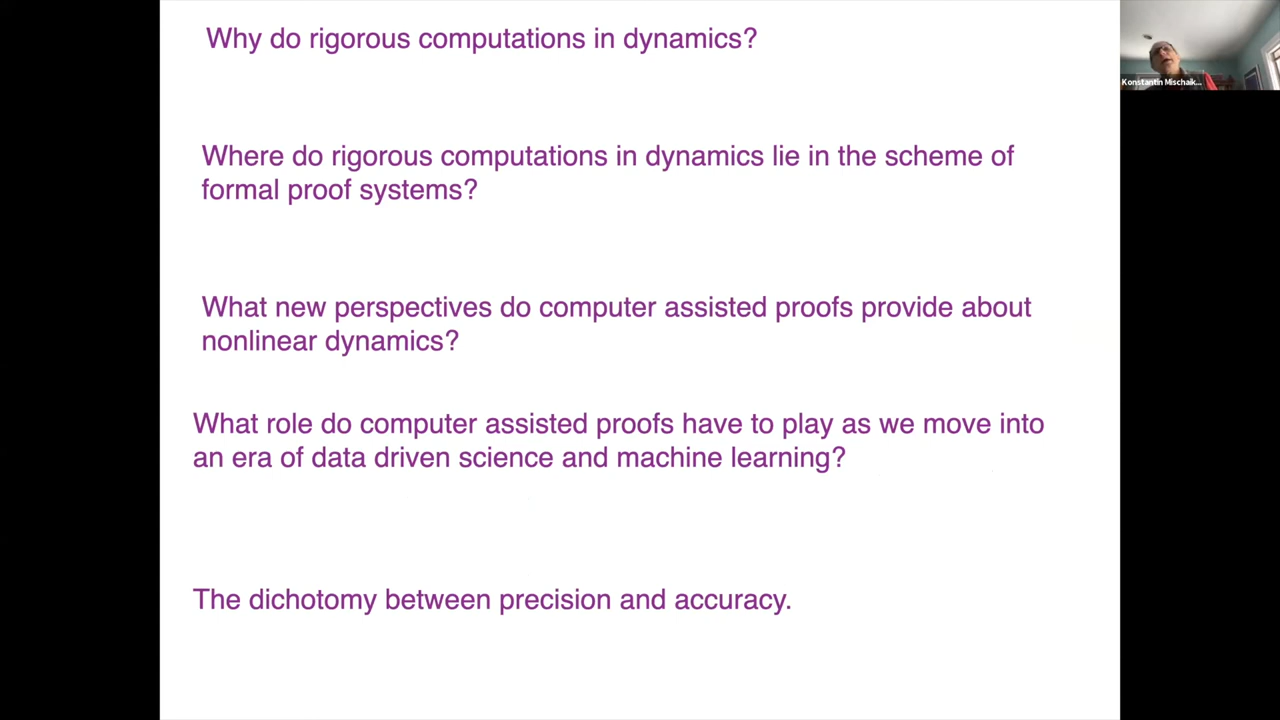 Why do rigorous computations in dynamics?
Konstantin Mischaik...
Where do rigorous computations in dynamics lie in the scheme of
formal proof systems?
What new perspectives do computer assisted proofs provide about
nonlinear dynamics?
What role do computer assisted proofs have to play as we move into
an era of data driven science and machine learning?
The dichotomy between precision and accuracy.